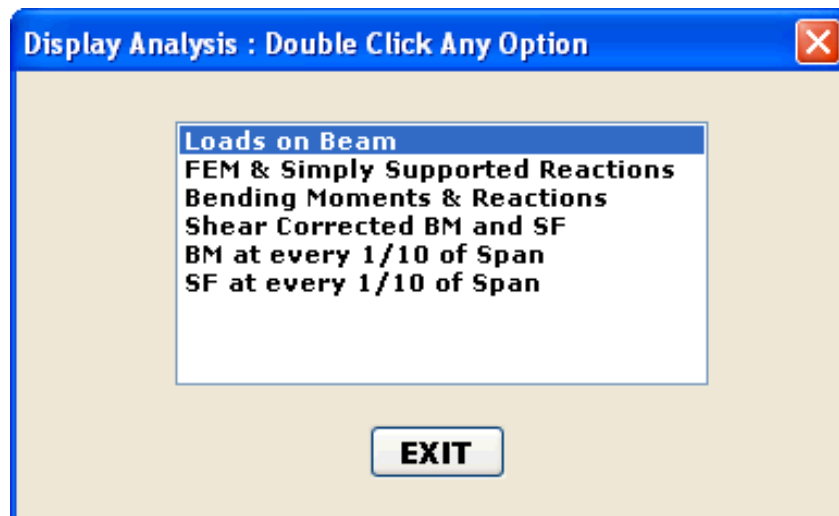 Display Analysis : Double Click Any Option
Loads on Beam
FEM & Simply Supported Reactions
Bending Moments & Reactions
Shear Corrected BM and SF
BM at every 1/10 of Span
SF at every 1/10 of Span
EXIT